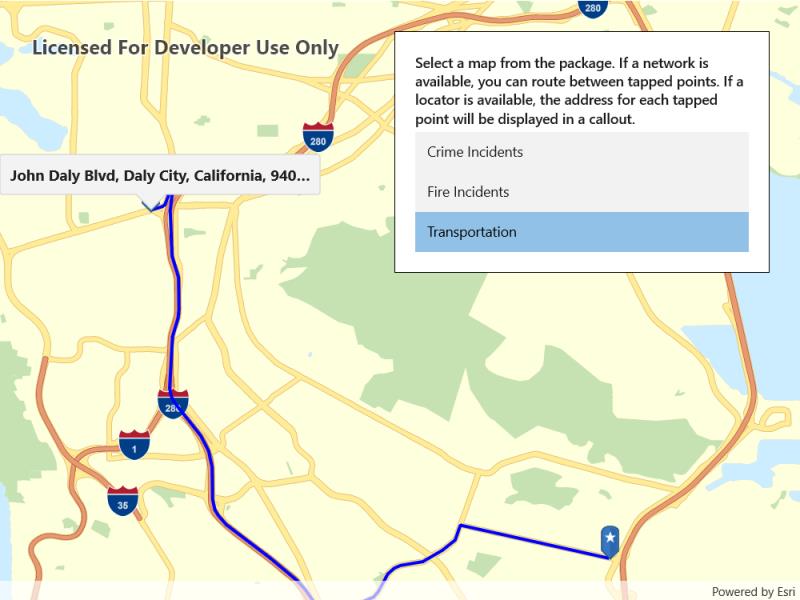 280
Licensed For Developer Use Only
Select a map from the package. If a network is
available, you can route between tapped points. If a
locator is available, the address for each tapped
point will be displayed in a callout.
280
Crime Incidents
John Daly Blvd, Daly City, California, 940...
Fire Incidents
Transportation
280
1
35
Powered by Esri